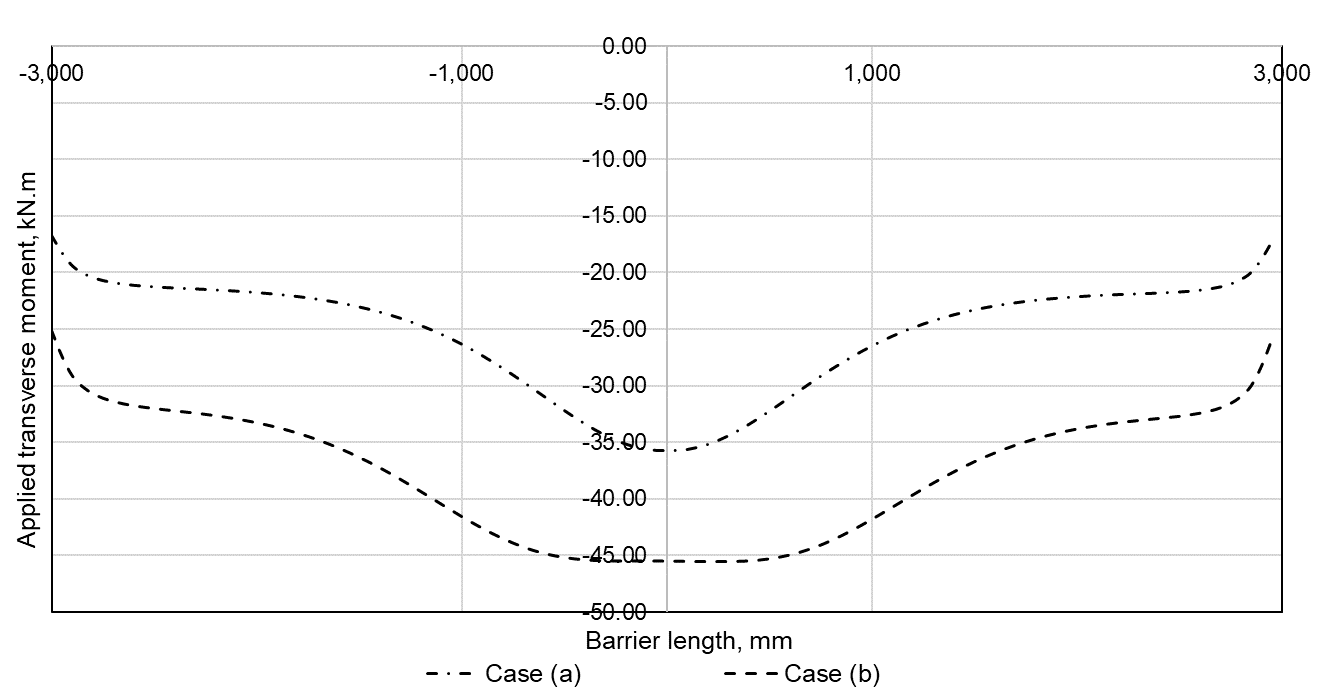 0.00
-3,000 -1,000 1,000 3,000
-5.00
-10.00
-15.00
-20.00
-25.00
-30.00
-35.00
-40.00
-45.00
-50.00
Applied transverse moment, kN.m
Barrier length, mm
Case (a) Case (b)